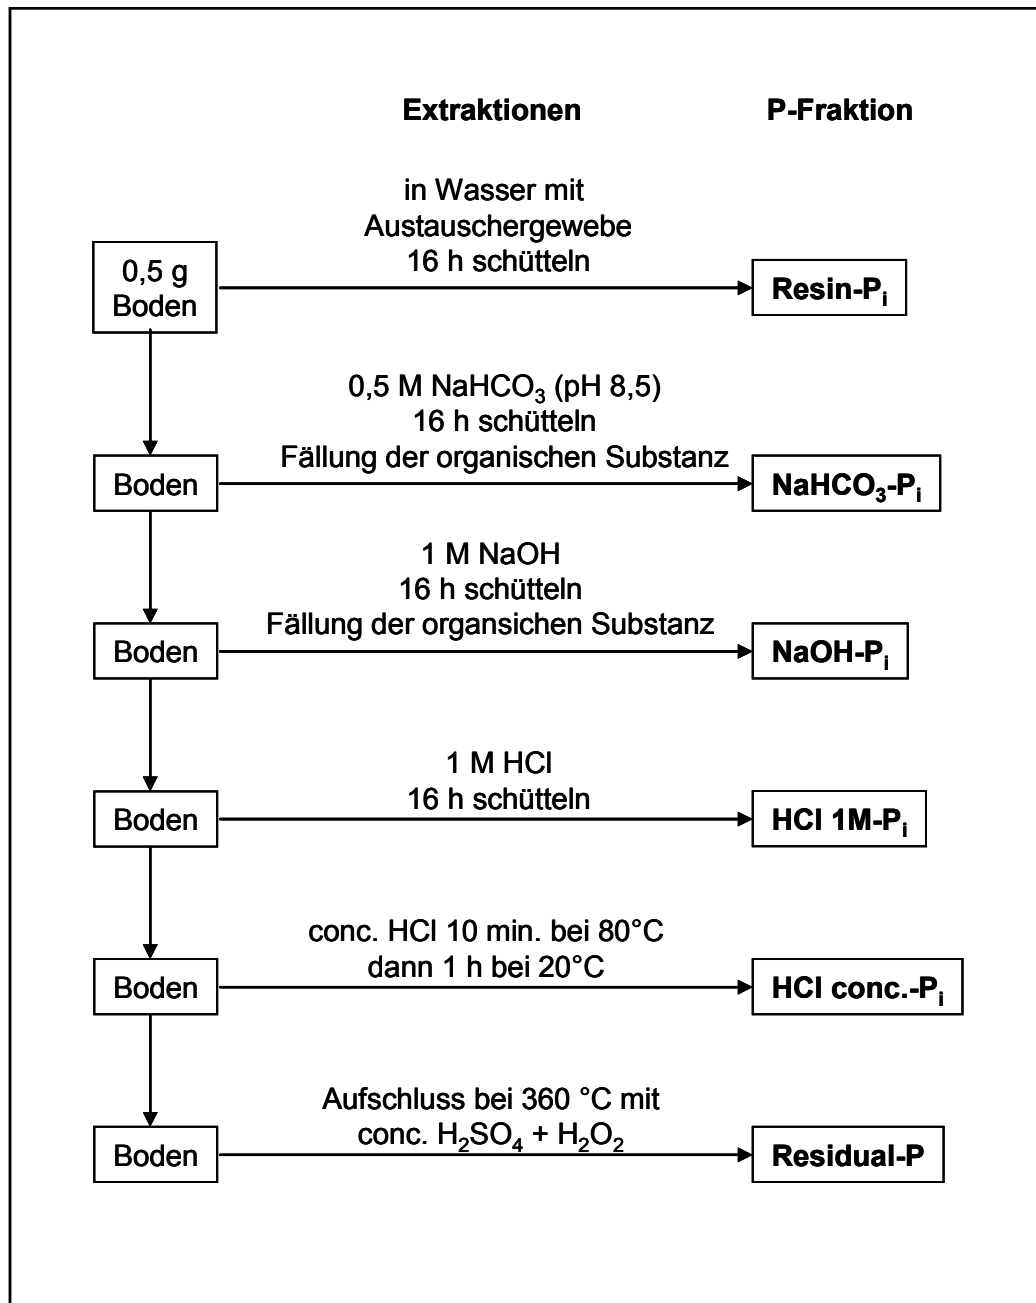 Extraktionen P-Fraktion
in Wasser mit
Austauschergewebe
16 h schütteln
0,5 g
Boden
Resin-Pᵢ
0,5 M NaHCO₃ (pH 8,5)
16 h schütteln
Fällung der organischen Substanz
Boden
NaHCO₃-Pᵢ
1 M NaOH
16 h schütteln
Fällung der organsichen Substanz
Boden
NaOH-Pᵢ
1 M HCl
16 h schütteln
Boden
HCl 1M-Pᵢ
conc. HCl 10 min. bei 80°C
dann 1 h bei 20°C
Boden
HCl conc.-Pᵢ
Aufschluss bei 360 °C mit
conc. H₂SO₄ + H₂O₂
Boden
Residual-P